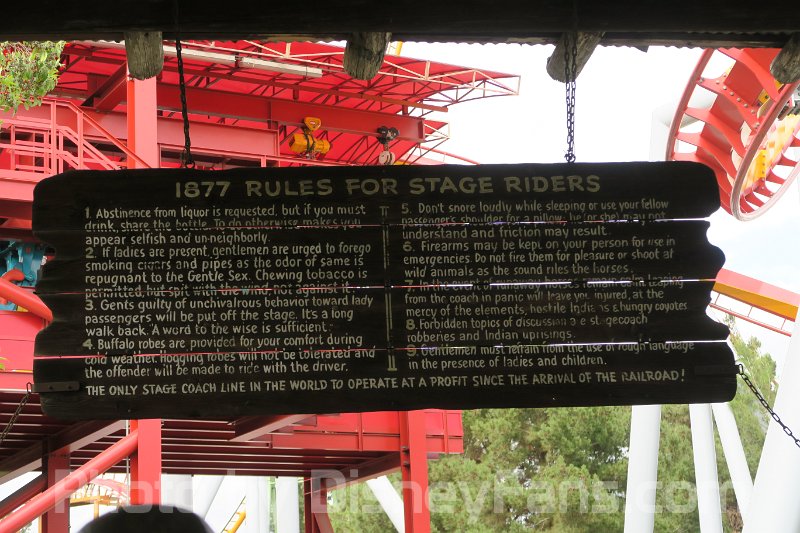 1877 RULES FOR STAGE RIDERS
1. Abstinence from liquor is requested, but if you must
drink, share the bottle. To do otherwise makes you
appear selfish and un-neighborly.
2. If ladies are present, gentlemen are urged to forego
smoking cigars and pipes as the odor of same is
repugnant to the Gentle Sex. Chewing tobacco is
permitted, but spit with the wind, not against it.
3. Gents guilty of unchivalrous behavior toward lady
passengers will be put off the stage. It's a long
walk back. A word to the wise is sufficient.
4. Buffalo robes are provided for your comfort during
cold weather. Hogging robes will not be tolerated and
the offender will be made to ride with the driver.
5. Don't snore loudly while sleeping or use your fellow
passenger's shoulder for a pillow, he (or she) may not
understand and friction may result.
6. Firearms may be kept on your person for use in
emergencies. Do not fire them for pleasure or shoot at
wild animals as the sound riles the horses.
7. In the event of runaway horses, remain calm. Leaping
from the coach in panic will leave you injured, at the
mercy of the elements, hostile Indians & hungry coyotes
8. Forbidden topics of discussion are stagecoach
robberies and Indian uprisings.
9. Gentlemen must refrain from the use of rough language
in the presence of ladies and children.
THE ONLY STAGE COACH LINE IN THE WORLD TO OPERATE AT A PROFIT SINCE THE ARRIVAL OF THE RAILROAD!
Photo by DisneyFans.com